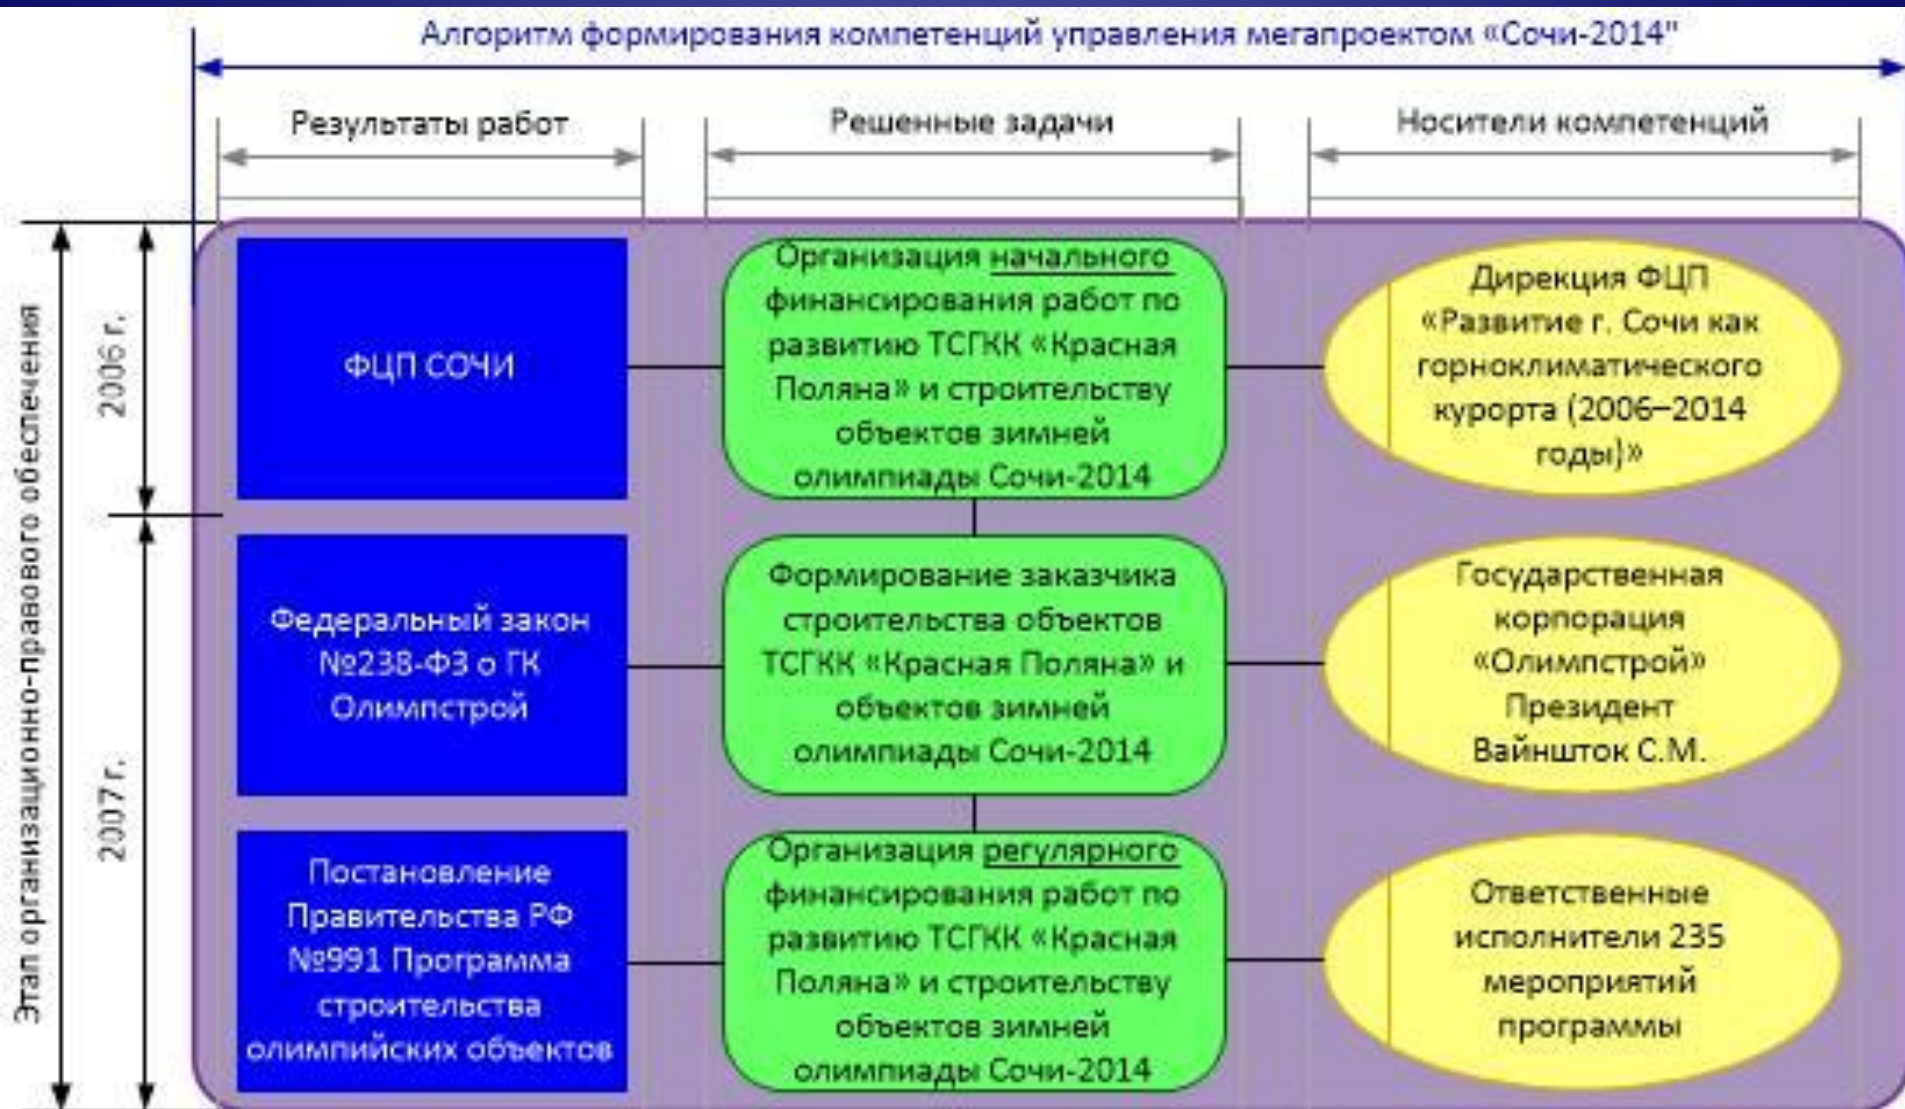 Алгоритм формирования компетенций управления мегапроектом «Сочи-2014"
Результаты работ
Решенные задачи
Носители компетенций
Этап организационно-правового обеспечения
2006 г.
ФЦП СОЧИ
Организация начального
финансирования работ по
развитию ТСГКК «Красная
Поляна» и строительству
объектов зимней
олимпиады Сочи-2014
Дирекция ФЦП
«Развитие г. Сочи как
горноклиматического
курорта (2006–2014
годы)»
2007 г.
Федеральный закон
№238-ФЗ о ГК
Олимпстрой
Формирование заказчика
строительства объектов
ТСГКК «Красная Поляна» и
объектов зимней
олимпиады Сочи-2014
Государственная
корпорация
«Олимпстрой»
Президент
Вайншток С.М.
Постановление
Правительства РФ
№991 Программа
строительства
олимпийских объектов
Организация регулярного
финансирования работ по
развитию ТСГКК «Красная
Поляна» и строительству
объектов зимней
олимпиады Сочи-2014
Ответственные
исполнители 235
мероприятий
программы